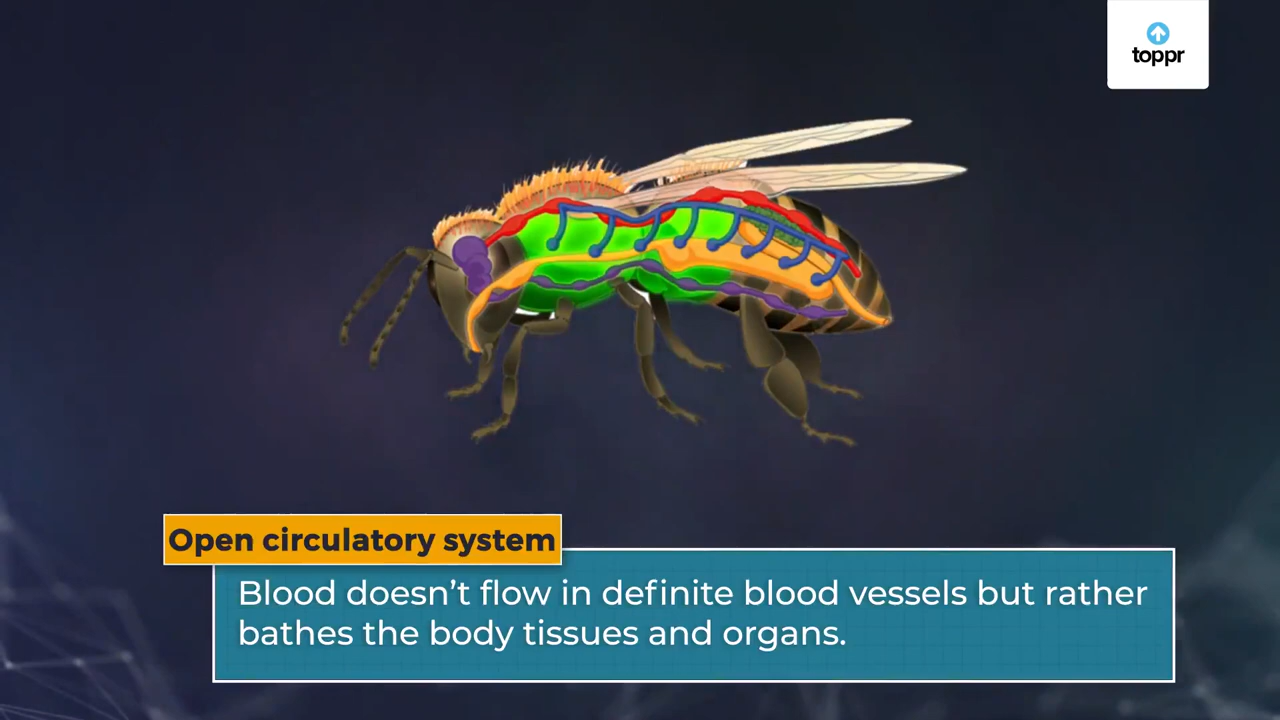 toppr
Open circulatory system
Blood doesn’t flow in definite blood vessels but rather
bathes the body tissues and organs.